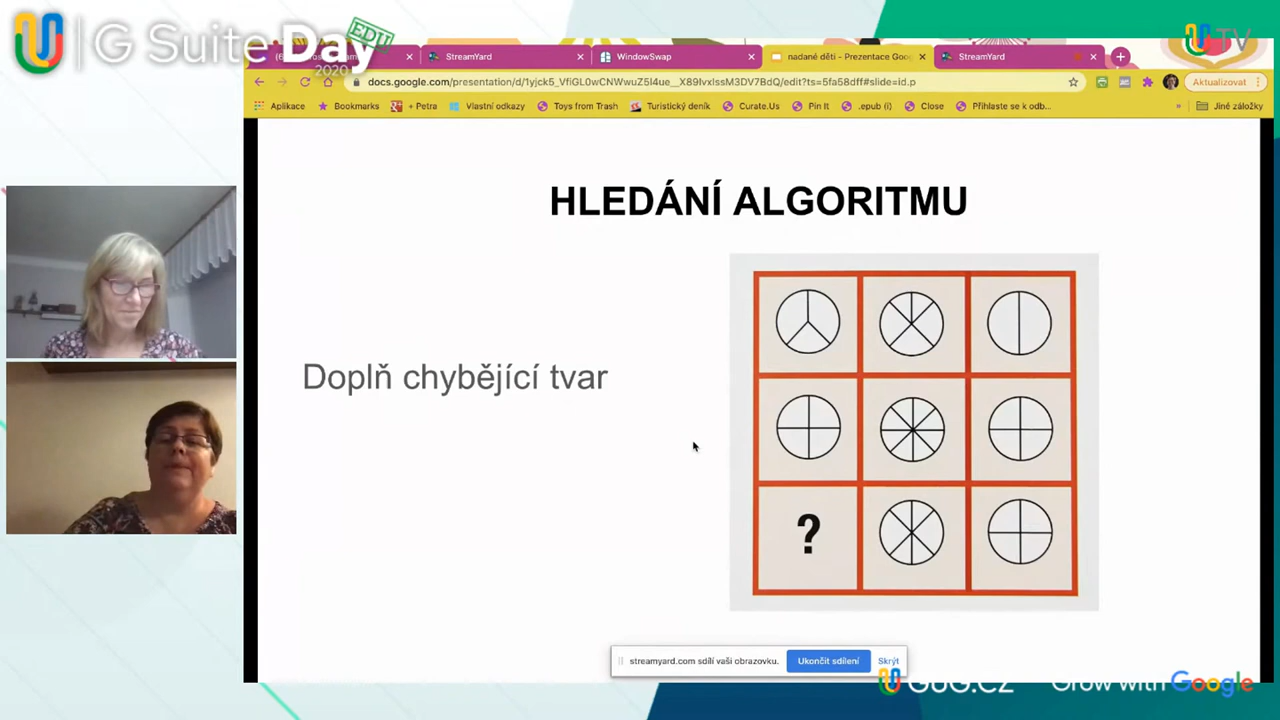 G Suite Day
EDU
2020
TV
StreamYard
WindowSwap
nadané děti - Prezentace Goo
StreamYard
docs.google.com/presentation/d/1yjck5_VfiGL0wCNWwuZ5l4ue__X89IvxIssM3DV7BdQ/edit?ts=5fa58dff#slide=id.p
Aktualizovat
Aplikace
Bookmarks
+ Petra
Vlastní odkazy
Toys from Trash
Turistický deník
Curate.Us
Pin It
.epub (i)
Close
Přihlaste se k odb...
»
Jiné záložky
HLEDÁNÍ ALGORITMU
Doplň chybějící tvar
?
streamyard.com sdílí vaši obrazovku.
Ukončit sdílení
Skrýt
GUG.CZ
Grow with Google